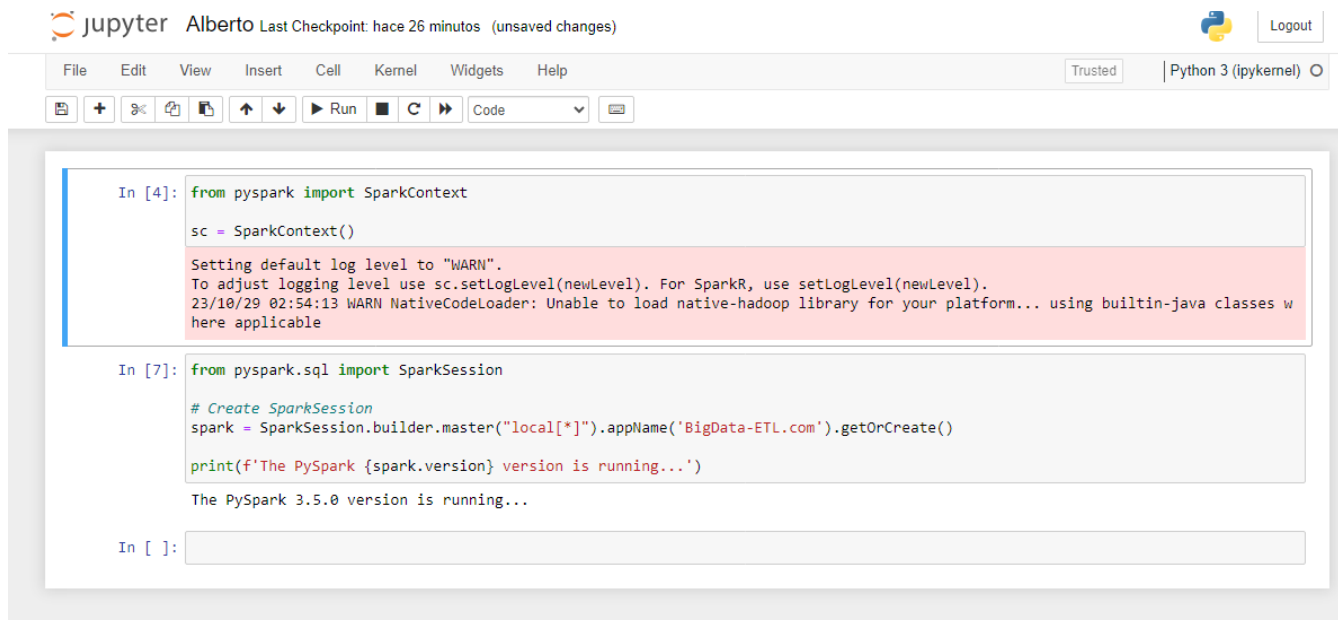 jupyter Alberto Last Checkpoint: hace 26 minutos (unsaved changes) Logout
File Edit View Insert Cell Kernel Widgets Help Trusted Python 3 (ipykernel)
Run Code
In [4]: from pyspark import SparkContext
sc = SparkContext()
Setting default log level to "WARN".
To adjust logging level use sc.setLogLevel(newLevel). For SparkR, use setLogLevel(newLevel).
23/10/29 02:54:13 WARN NativeCodeLoader: Unable to load native-hadoop library for your platform... using builtin-java classes w
here applicable
In [7]: from pyspark.sql import SparkSession
# Create SparkSession
spark = SparkSession.builder.master("local[*]").appName('BigData-ETL.com').getOrCreate()
print(f'The PySpark {spark.version} version is running...')
The PySpark 3.5.0 version is running...
In [ ]: